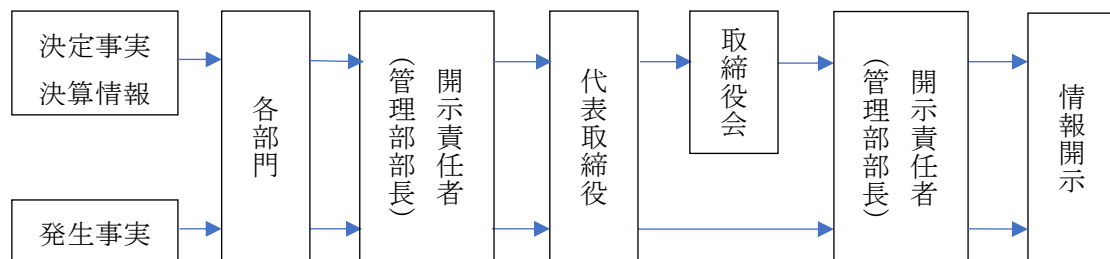 決定事実
決算情報
発生事実
各部門
開示責任者
(管理部部長)
代表取締役
取締役会
開示責任者
(管理部部長)
情報開示